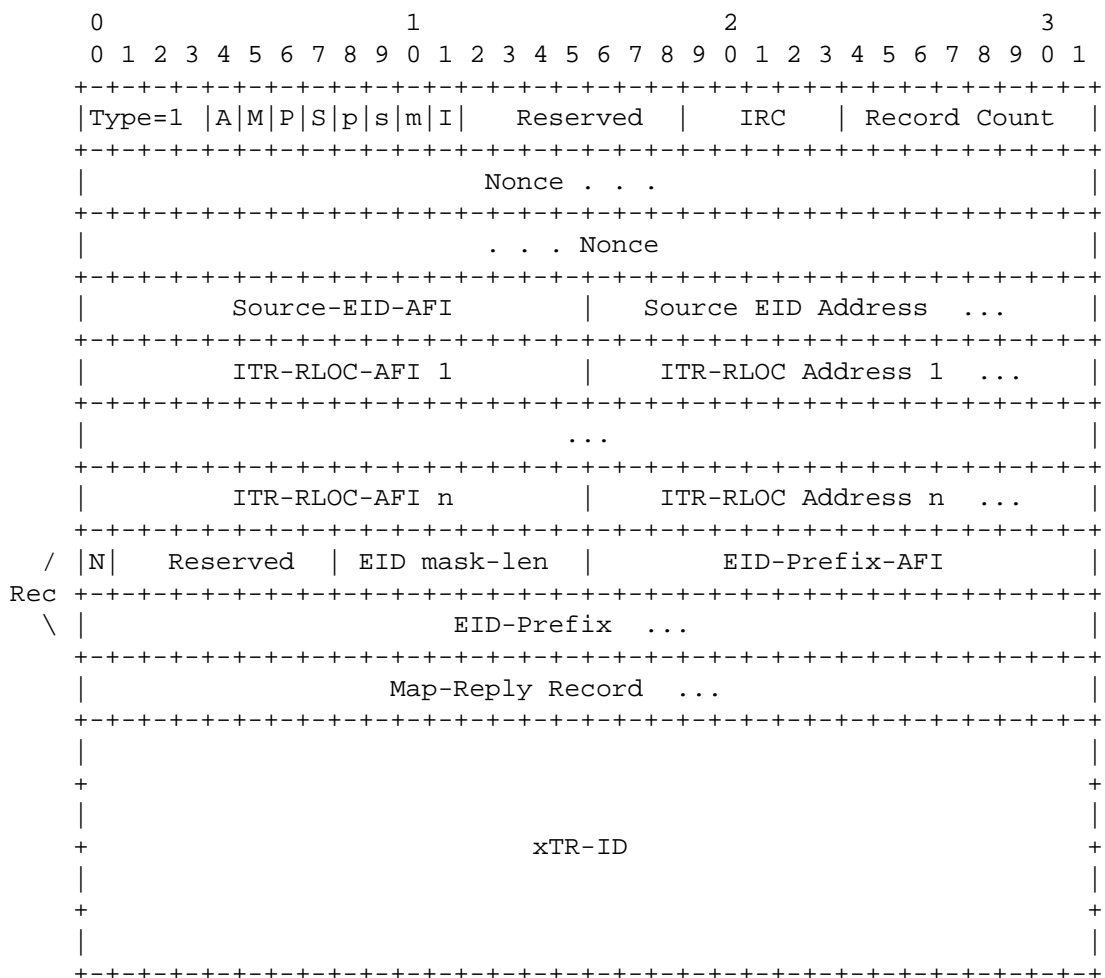 0                   1                   2                   3
       0 1 2 3 4 5 6 7 8 9 0 1 2 3 4 5 6 7 8 9 0 1 2 3 4 5 6 7 8 9 0 1
      +-+-+-+-+-+-+-+-+-+-+-+-+-+-+-+-+-+-+-+-+-+-+-+-+-+-+-+-+-+-+-+-+
      |Type=1 |A|M|P|S|p|s|m|I|   Reserved  |   IRC   | Record Count  |
      +-+-+-+-+-+-+-+-+-+-+-+-+-+-+-+-+-+-+-+-+-+-+-+-+-+-+-+-+-+-+-+-+
      |                         Nonce . . .                           |
      +-+-+-+-+-+-+-+-+-+-+-+-+-+-+-+-+-+-+-+-+-+-+-+-+-+-+-+-+-+-+-+-+
      |                         . . . Nonce                           |
      +-+-+-+-+-+-+-+-+-+-+-+-+-+-+-+-+-+-+-+-+-+-+-+-+-+-+-+-+-+-+-+-+
      |         Source-EID-AFI        |   Source EID Address  ...     |
      +-+-+-+-+-+-+-+-+-+-+-+-+-+-+-+-+-+-+-+-+-+-+-+-+-+-+-+-+-+-+-+-+
      |         ITR-RLOC-AFI 1        |    ITR-RLOC Address 1  ...    |
      +-+-+-+-+-+-+-+-+-+-+-+-+-+-+-+-+-+-+-+-+-+-+-+-+-+-+-+-+-+-+-+-+
      |                              ...                              |
      +-+-+-+-+-+-+-+-+-+-+-+-+-+-+-+-+-+-+-+-+-+-+-+-+-+-+-+-+-+-+-+-+
      |         ITR-RLOC-AFI n        |    ITR-RLOC Address n  ...    |
      +-+-+-+-+-+-+-+-+-+-+-+-+-+-+-+-+-+-+-+-+-+-+-+-+-+-+-+-+-+-+-+-+
    / |N|   Reserved  | EID mask-len  |        EID-Prefix-AFI         |
  Rec +-+-+-+-+-+-+-+-+-+-+-+-+-+-+-+-+-+-+-+-+-+-+-+-+-+-+-+-+-+-+-+-+
    \ |                       EID-Prefix  ...                         |
      +-+-+-+-+-+-+-+-+-+-+-+-+-+-+-+-+-+-+-+-+-+-+-+-+-+-+-+-+-+-+-+-+
      |                   Map-Reply Record  ...                       |
      +-+-+-+-+-+-+-+-+-+-+-+-+-+-+-+-+-+-+-+-+-+-+-+-+-+-+-+-+-+-+-+-+
      |                                                               |
      +                                                               +
      |                                                               |
      +                            xTR-ID                             +
      |                                                               |
      +                                                               +
      |                                                               |
      +-+-+-+-+-+-+-+-+-+-+-+-+-+-+-+-+-+-+-+-+-+-+-+-+-+-+-+-+-+-+-+-+